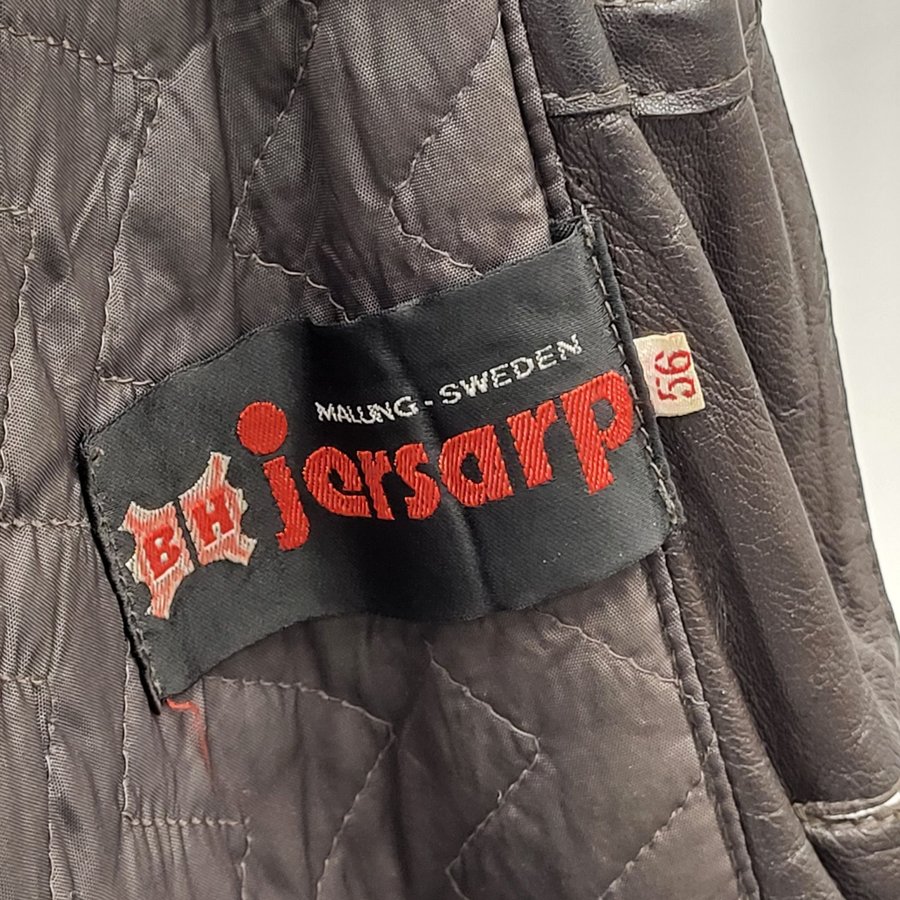 MALUNG - SWEDEN
BH jersarp
56